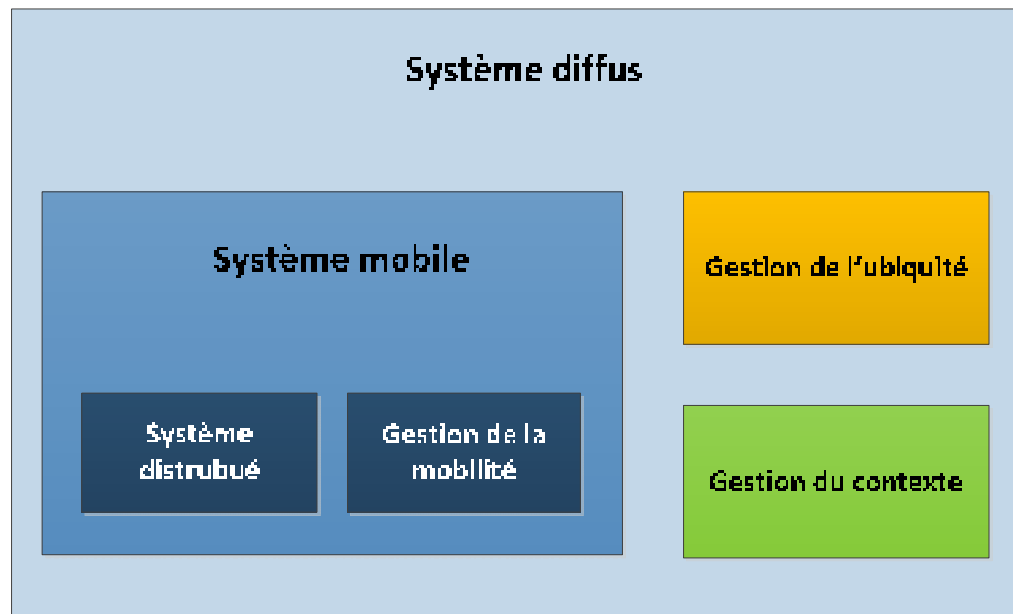 Système diffus
Système mobile
Gestion de l'ubiquité
Système
distrubué
Gestion de la
mobilité
Gestion du contexte